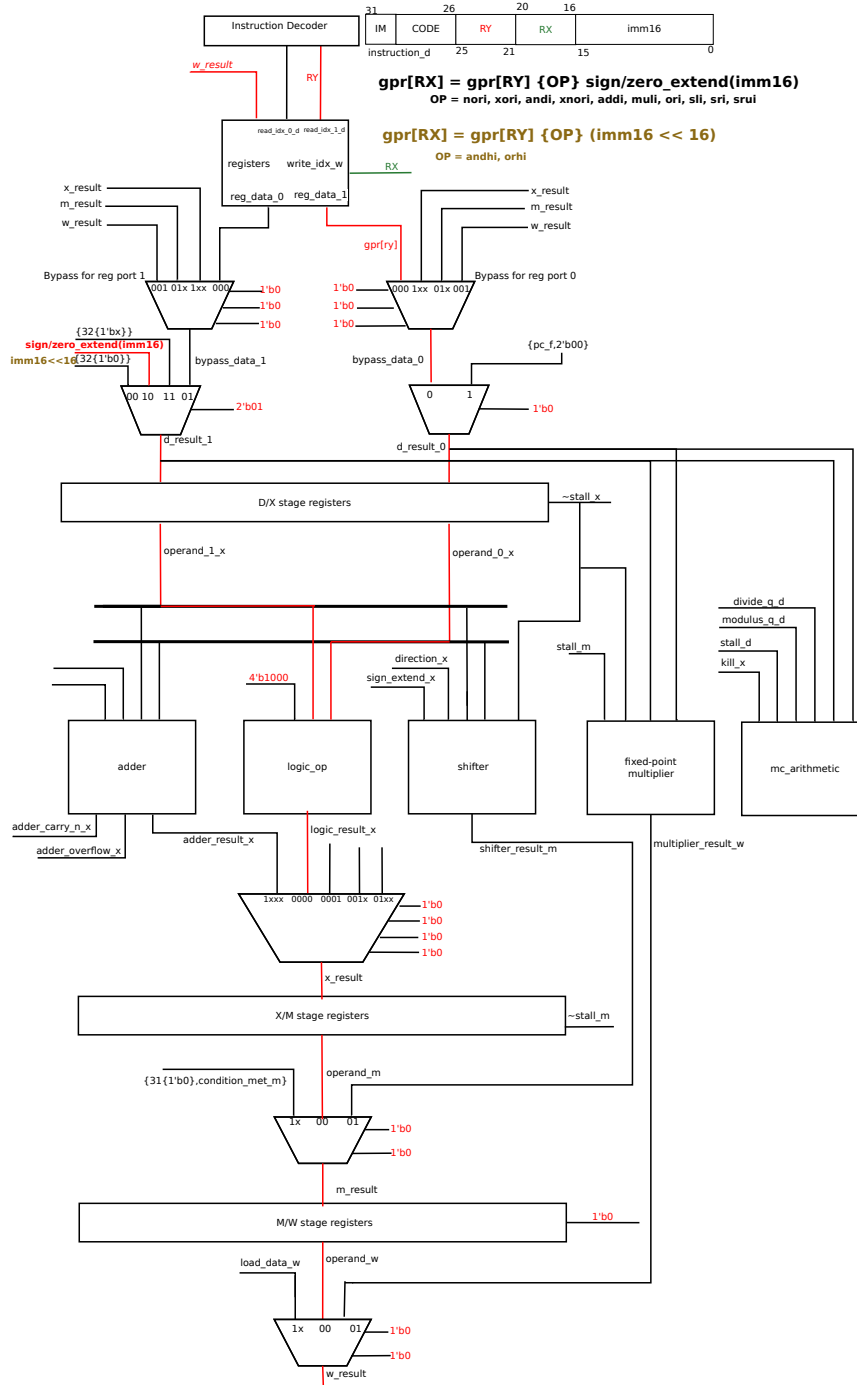 Instruction Decoder
31 26 20 16
IM CODE RY RX imm16
instruction_d 25 21 15 0
w_result
RY
gpr[RX] = gpr[RY] {OP} sign/zero_extend(imm16)
OP = nori, xori, andi, xnori, addi, muli, ori, sli, sri, srui
read_idx_0_d read_idx_1_d
gpr[RX] = gpr[RY] {OP} (imm16 << 16)
OP = andhi, orhi
registers write_idx_w
RX
reg_data_0 reg_data_1
x_result
m_result
w_result
x_result
m_result
w_result
gpr[ry]
Bypass for reg port 1
Bypass for reg port 0
001 01x 1xx 000
1'b0
1'b0
1'b0
1'b0
1'b0
1'b0
000 1xx 01x 001
{32{1'bx}}
sign/zero_extend(imm16)
imm16<<16
{32{1'b0}}
bypass_data_1
bypass_data_0
{pc_f,2'b00}
00 10 11 01
2'b01
0 1
1'b0
d_result_1
d_result_0
D/X stage registers
~stall_x
operand_1_x
operand_0_x
divide_q_d
modulus_q_d
stall_d
kill_x
stall_m
direction_x
sign_extend_x
4'b1000
adder
logic_op
shifter
fixed-point
multiplier
mc_arithmetic
adder_carry_n_x
adder_overflow_x
adder_result_x
logic_result_x
shifter_result_m
multiplier_result_w
1xxx 0000 0001 001x 01xx
1'b0
1'b0
1'b0
1'b0
x_result
X/M stage registers
~stall_m
{31{1'b0},condition_met_m}
operand_m
1x 00 01
1'b0
1'b0
m_result
M/W stage registers
1'b0
load_data_w
operand_w
1x 00 01
1'b0
1'b0
w_result